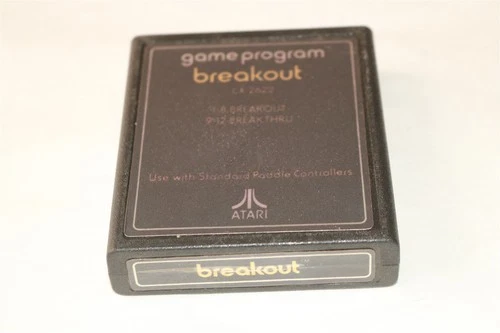 game program
breakout
CX-2622
1-8 BREAKOUT
9-12 BREAKTHRU
Use with Standard Paddle Controllers
ATARI
breakout